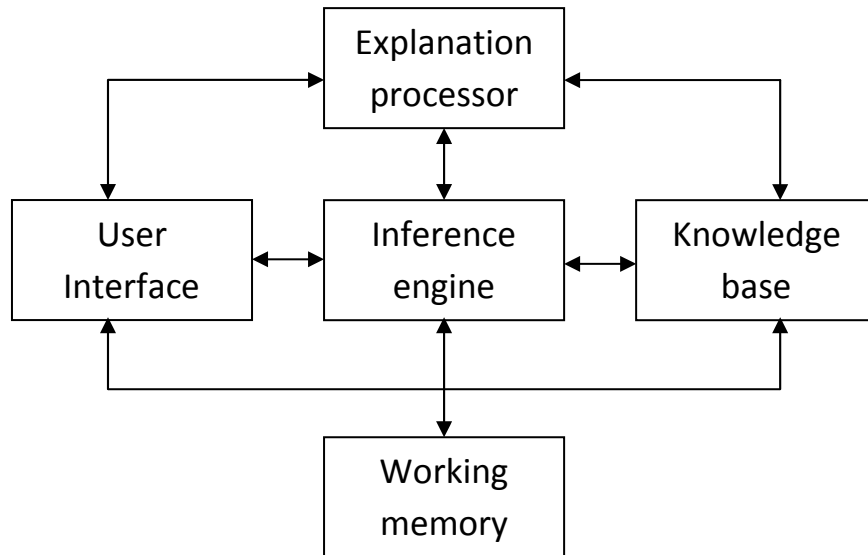 Explanation
processor
User
Interface
Inference
engine
Knowledge
base
Working
memory